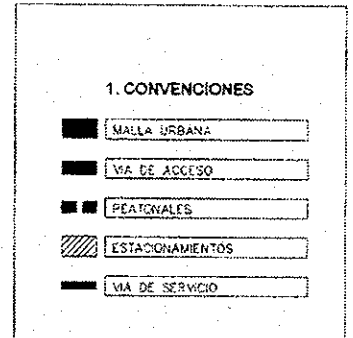 1. CONVENCIONES
MALLA URBANA
VIA DE ACCESO
PEATONALES
ESTACIONAMIENTOS
VIA DE SERVICIO